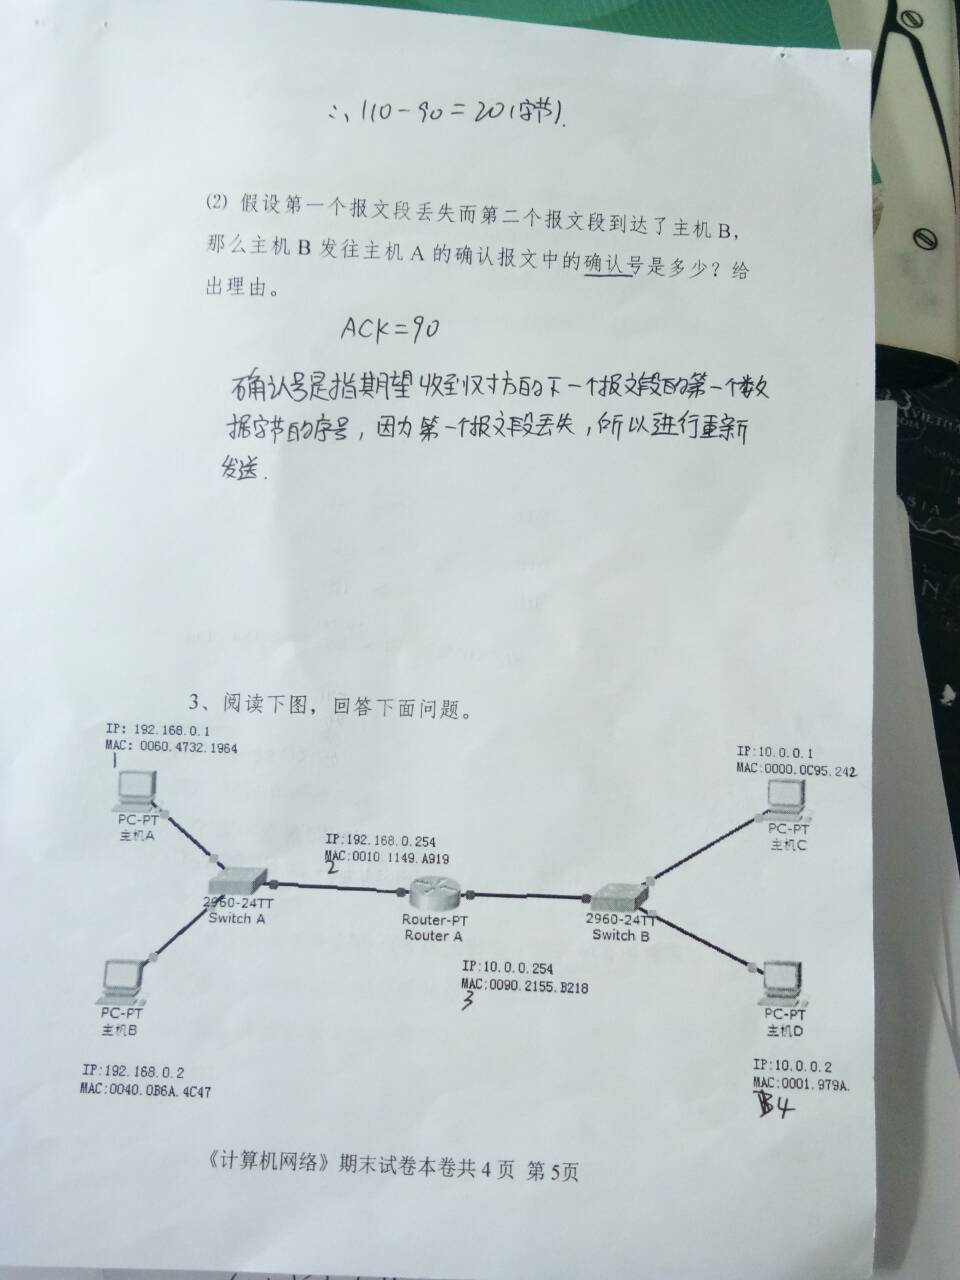 ∴ 110-90=20(字节).
(2) 假设第一个报文段丢失而第二个报文段到达了主机 B,
那么主机 B 发往主机 A 的确认报文中的确认号是多少？给
出理由。
ACK=90
确认号是指期望收到对方的下一个报文段的第一个数
据字节的序号，因为第一个报文段丢失，所以进行重新
发送.
3、阅读下图，回答下面问题。
IP: 192.168.0.1
MAC: 0060.4732.1964
1
PC-PT
主机A
IP:10.0.0.1
MAC:0000.0C95.242
PC-PT
主机C
IP:192.168.0.254
MAC:0010.1149.A919
2
2960-24TT
Switch A
Router-PT
Router A
2960-24TT
Switch B
IP:10.0.0.254
MAC:0090.2155.B218
3
PC-PT
主机B
PC-PT
主机D
IP:192.168.0.2
MAC:0040.0B6A.4C47
IP:10.0.0.2
MAC:0001.979A.
4
《计算机网络》期末试卷本卷共 4 页 第 5页